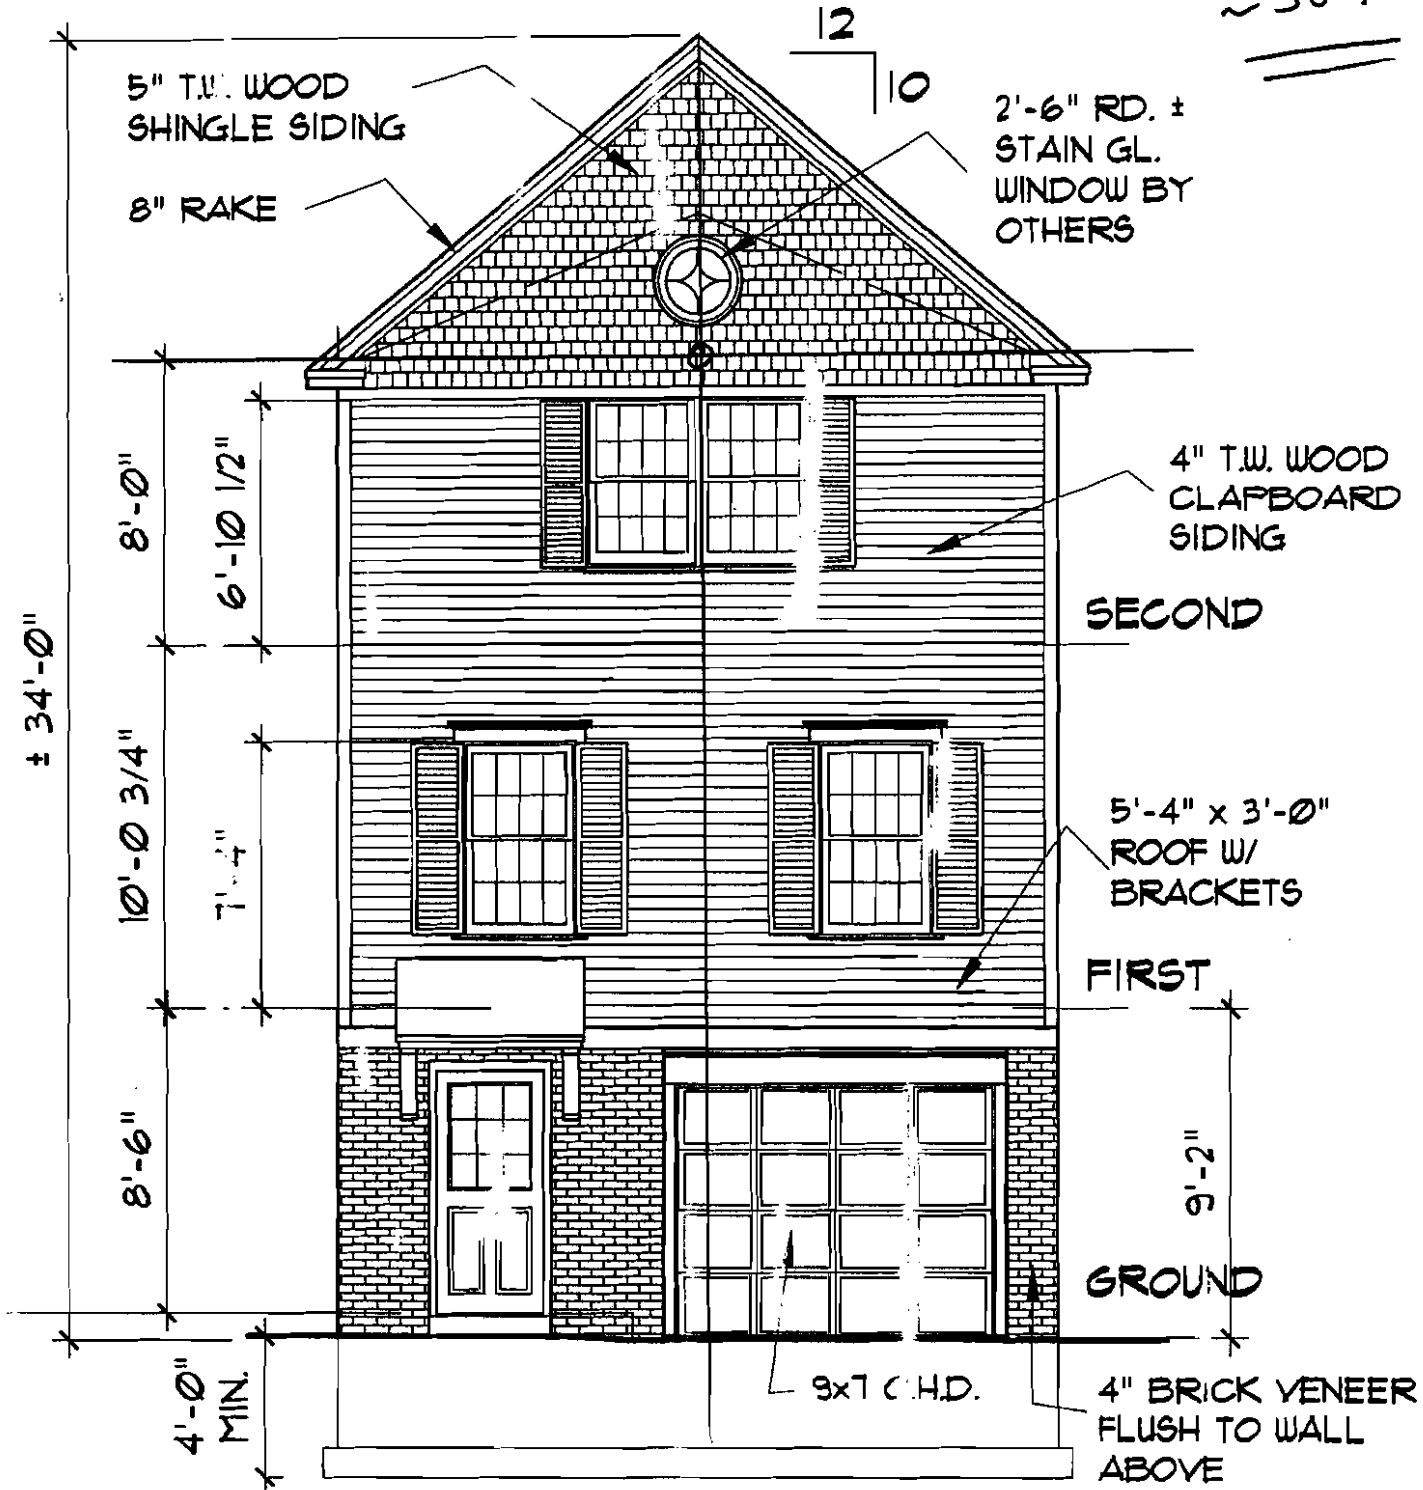 12
10
5" T.W. WOOD
SHINGLE SIDING
8" RAKE
2'-6" RD. ±
STAIN GL.
WINDOW BY
OTHERS
8'-0"
6'-10 1/2"
4" T.W. WOOD
CLAPBOARD
SIDING
SECOND
± 34'-0"
10'-0 3/4"
5'-4" x 3'-0"
ROOF W/
BRACKETS
FIRST
8'-6"
9'-2"
GROUND
4'-0"
MIN.
9x7
4" BRICK VENEER
FLUSH TO WALL
ABOVE